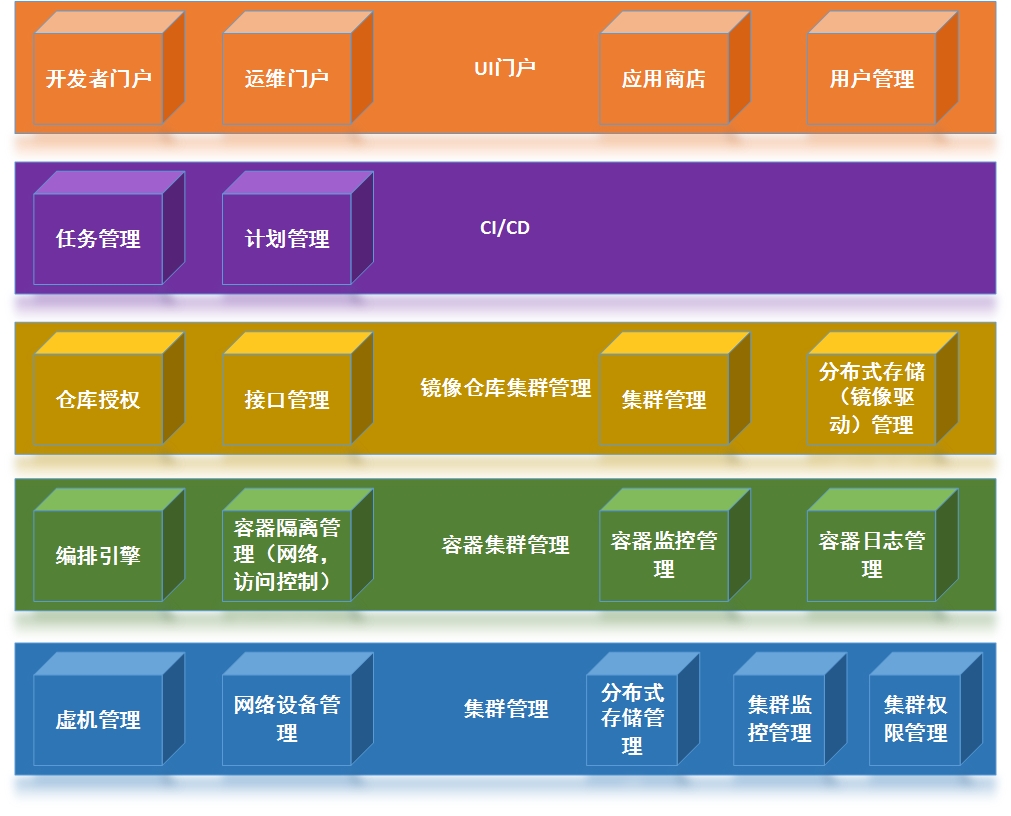 开发者门户
运维门户
UI门户
应用商店
用户管理
任务管理
计划管理
CI/CD
仓库授权
接口管理
镜像仓库集群管理
集群管理
分布式存储
（镜像驱
动）管理
编排引擎
容器隔离管
理（网络，
访问控制）
容器集群管理
容器监控管
理
容器日志管
理
虚机管理
网络设备管
理
集群管理
分布式
存储管
理
集群监
控管理
集群权
限管理